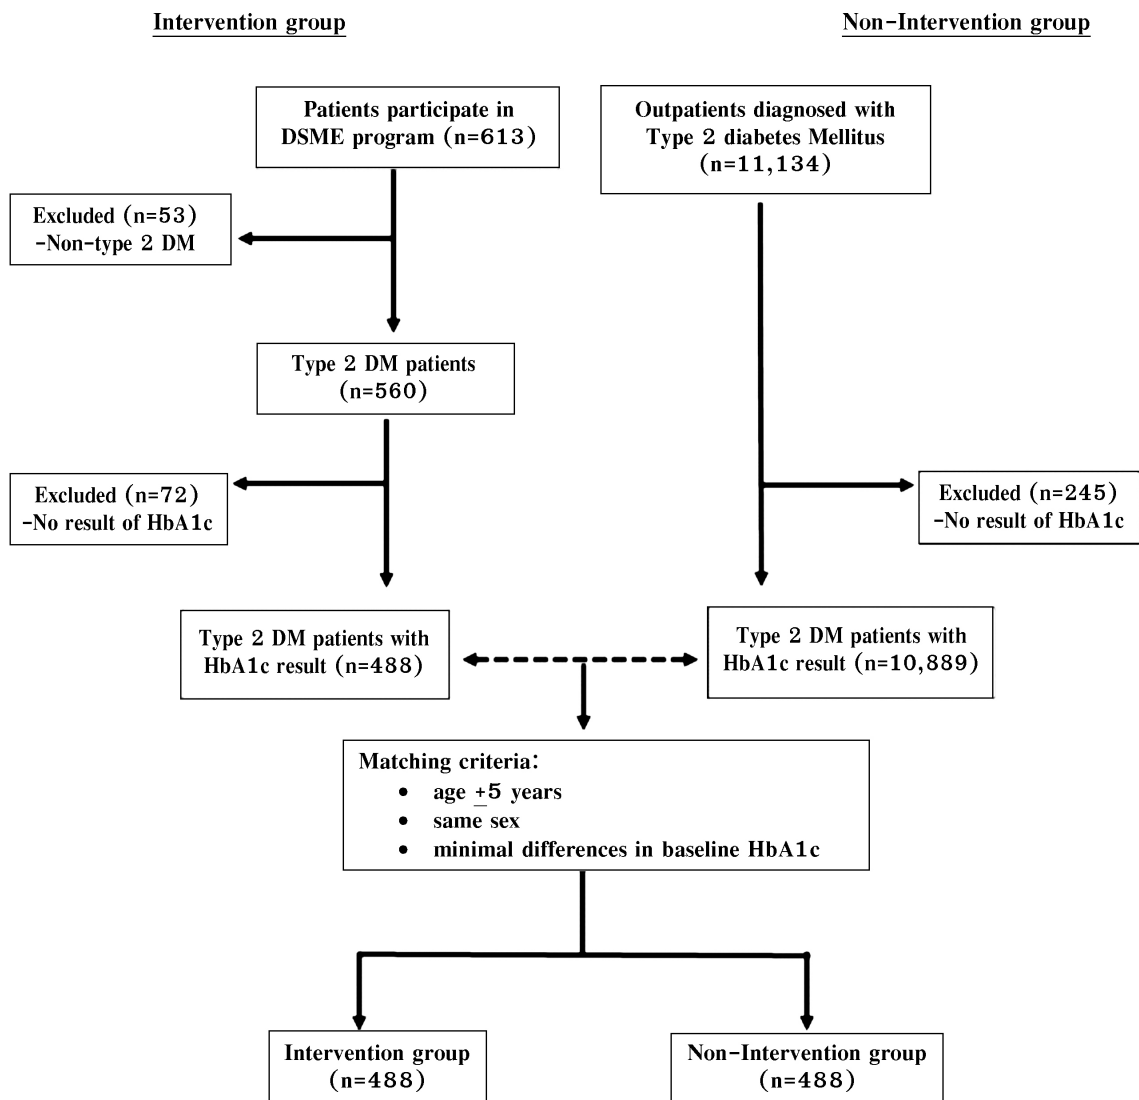 Intervention group
Non-Intervention group
Patients participate in
DSME program (n=613)
Outpatients diagnosed with
Type 2 diabetes Mellitus
(n=11,134)
Excluded (n=53)
-Non-type 2 DM
Type 2 DM patients
(n=560)
Excluded (n=72)
-No result of HbA1c
Excluded (n=245)
-No result of HbA1c
Type 2 DM patients with
HbA1c result (n=488)
Type 2 DM patients with
HbA1c result (n=10,889)
Matching criteria:
• age ±5 years
• same sex
• minimal differences in baseline HbA1c
Intervention group
(n=488)
Non-Intervention group
(n=488)